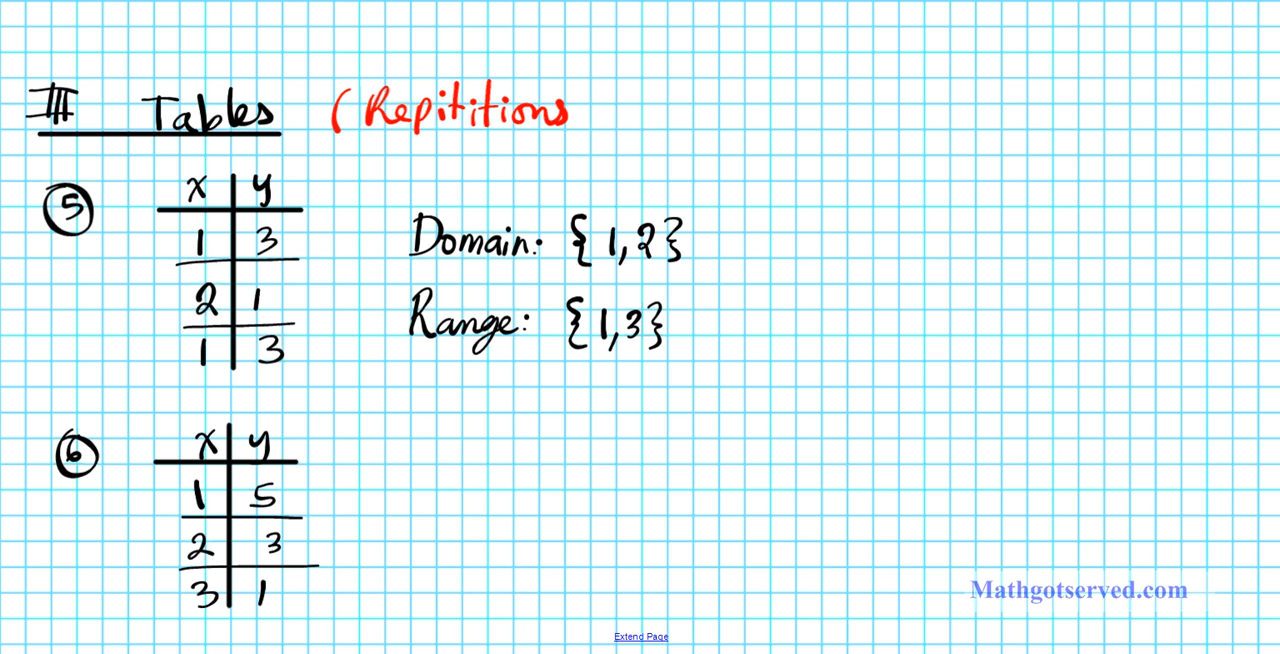 III Tables (Repititions
5
x y
1 3
2 1
1 3
Domain: {1,2}
Range: {1,3}
6
x y
1 5
2 3
3 1
Mathgotserved.com
Extend Page